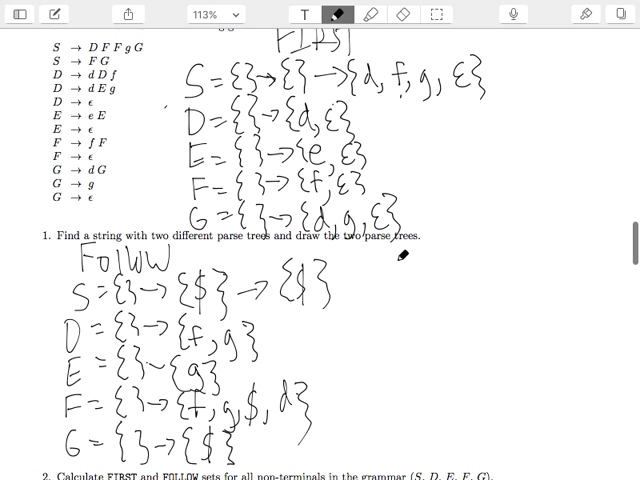 113%
T
FIRST
S → D F F g G
S → F G
D → d D f
D → d E g
D → ϵ
E → e E
E → ϵ
F → f F
F → ϵ
G → d G
G → g
G → ϵ
S = {} → {} → {d, f, g, ε}
D = {} → {d, ε}
E = {} → {e, ε}
F = {} → {f, ε}
G = {} → {d, g, ε}
1. Find a string with two different parse trees and draw the two parse trees.
Follow
S = {} → {$} → {$}
D = {} → {f, g}
E = {} → {g}
F = {} → {f, g, $, d}
G = {} → {$}
2. Calculate FIRST and FOLLOW sets for all non-terminals in the grammar (S, D, E, F, G).